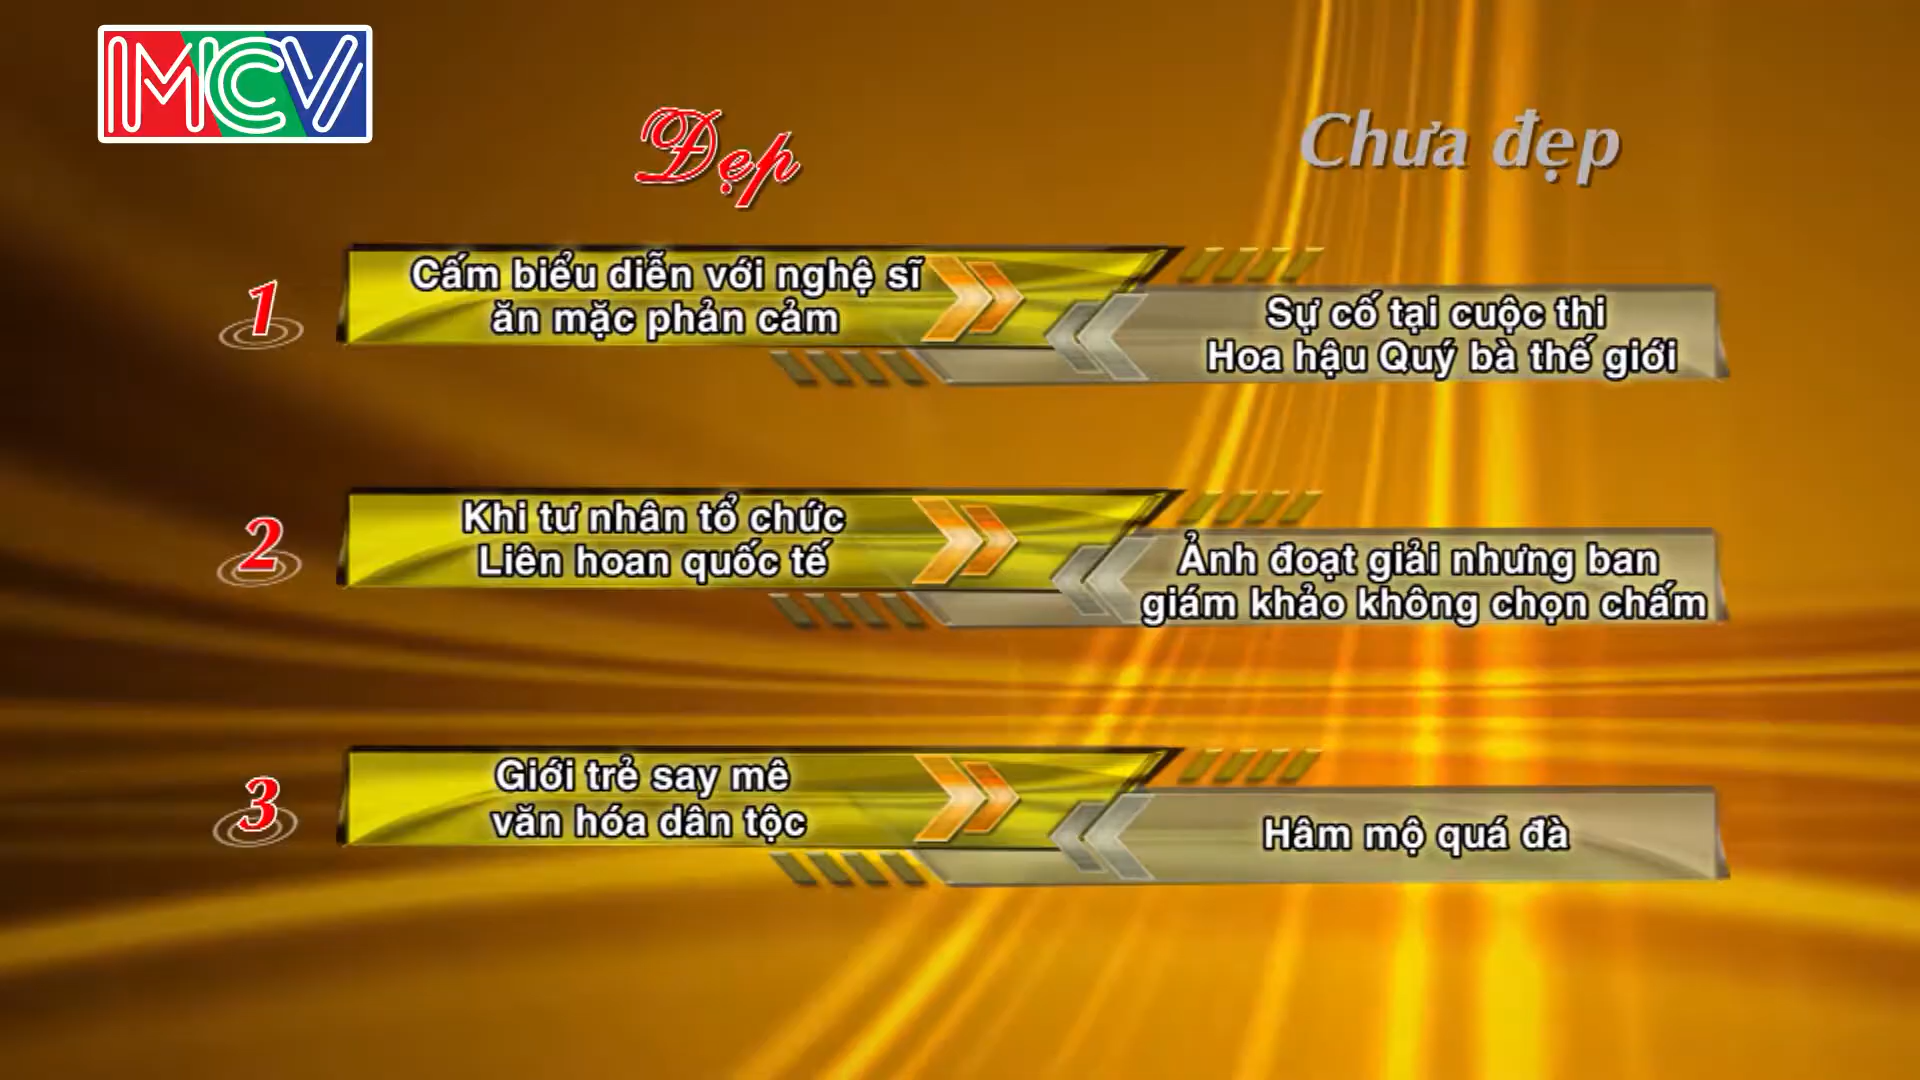 MCV
Đẹp
Chưa đẹp
1
Cấm biểu diễn với nghệ sĩ
ăn mặc phản cảm
Sự cố tại cuộc thi
Hoa hậu Quý bà thế giới
2
Khi tư nhân tổ chức
Liên hoan quốc tế
Ảnh đoạt giải nhưng ban
giám khảo không chọn chấm
3
Giới trẻ say mê
văn hóa dân tộc
Hâm mộ quá đà